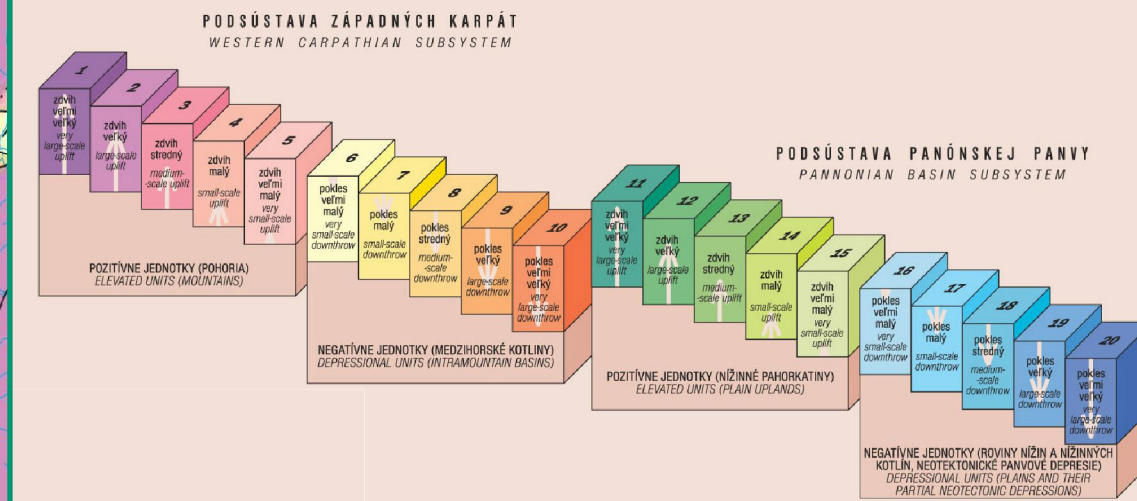 PODSÚSTAVA ZÁPADNÝCH KARPÁT
WESTERN CARPATHIAN SUBSYSTEM
1
zdvih
veľmi
veľký
very
large-scale
uplift
2
zdvih
veľký
large-scale
uplift
3
zdvih
stredný
medium-
-scale uplift
4
zdvih
malý
small-scale
uplift
5
zdvih
veľmi
malý
very
small-scale
uplift
POZITÍVNE JEDNOTKY (POHORIA)
ELEVATED UNITS (MOUNTAINS)
6
pokles
veľmi
malý
very
small-scale
downthrow
7
pokles
malý
small-scale
downthrow
8
pokles
stredný
medium-
-scale
downthrow
9
pokles
veľký
large-scale
downthrow
10
pokles
veľmi
veľký
very
large-scale
downthrow
NEGATÍVNE JEDNOTKY (MEDZIHORSKÉ KOTLINY)
DEPRESSIONAL UNITS (INTRAMOUNTAIN BASINS)
PODSÚSTAVA PANÓNSKEJ PANVY
PANNONIAN BASIN SUBSYSTEM
11
zdvih
veľmi
veľký
very
large-scale
uplift
12
zdvih
veľký
large-scale
uplift
13
zdvih
stredný
medium-
-scale uplift
14
zdvih
malý
small-scale
uplift
15
zdvih
veľmi
malý
very
small-scale
uplift
POZITÍVNE JEDNOTKY (NÍŽINNÉ PAHORKATINY)
ELEVATED UNITS (PLAIN UPLANDS)
16
pokles
veľmi
malý
very
small-scale
downthrow
17
pokles
malý
small-scale
downthrow
18
pokles
stredný
medium-
-scale
downthrow
19
pokles
veľký
large-scale
downthrow
20
pokles
veľmi
veľký
very
large-scale
downthrow
NEGATÍVNE JEDNOTKY (ROVINY NÍŽIN A NÍŽINNÝCH
KOTLÍN, NEOTEKTONICKÉ PANVOVÉ DEPRESIE)
DEPRESSIONAL UNITS (PLAINS AND THEIR
PARTIAL NEOTECTONIC DEPRESSIONS)